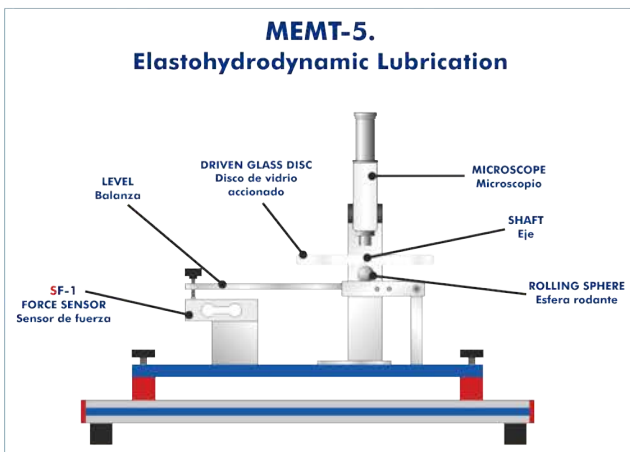 MEMT-5.
Elastohydrodynamic Lubrication
DRIVEN GLASS DISC
Disco de vidrio
accionado
LEVEL
Balanza
MICROSCOPE
Microscopio
SHAFT
Eje
SF-1
FORCE SENSOR
Sensor de fuerza
ROLLING SPHERE
Esfera rodante